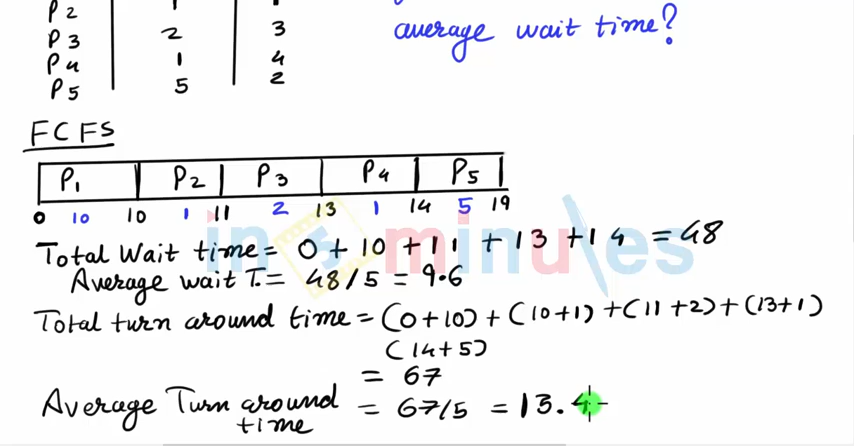 P2
P3 2 3
average wait time?
P4 1 4
P5 5 2
FCFS
P1 P2 P3 P4 P5
0 10 10 1 11 2 13 1 14 5 19
in 5 minutes
Total Wait time = 0 + 10 + 11 + 13 + 14 = 48
Average wait T. = 48/5 = 9.6
Total turn around time = (0+10) + (10+1) + (11+2) + (13+1)
(14+5)
= 67
Average Turn around time = 67/5 = 13.4